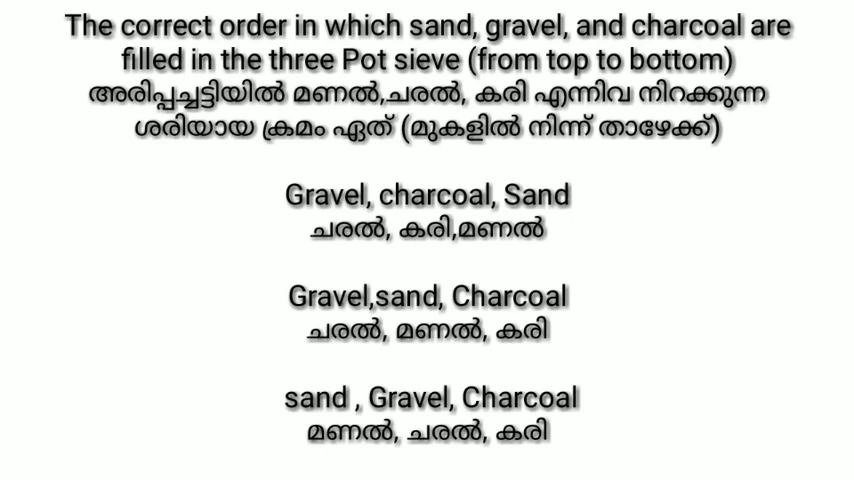 The correct order in which sand, gravel, and charcoal are
filled in the three Pot sieve (from top to bottom)
അരിപ്പച്ചട്ടിയിൽ മണൽ,ചരൽ, കരി എന്നിവ നിറക്കുന്ന
ശരിയായ ക്രമം ഏത് (മുകളിൽ നിന്ന് താഴേക്ക്)
Gravel, charcoal, Sand
ചരൽ, കരി,മണൽ
Gravel,sand, Charcoal
ചരൽ, മണൽ, കരി
sand , Gravel, Charcoal
മണൽ, ചരൽ, കരി